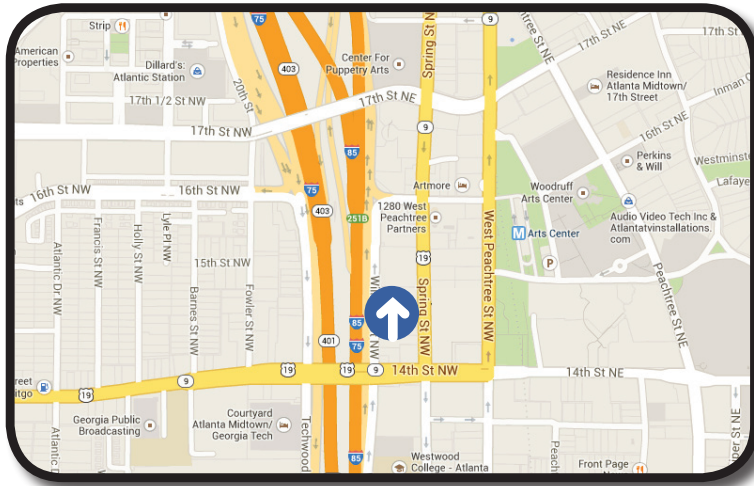 Strip
75
American
Properties
Dillard's:
Atlantic Station
17th 1/2 St NW
20th St
403
Center For
Puppetry Arts
Spring St NW
9
17th St NE
Residence Inn
Atlanta Midtown/
17th Street
17th St NW
17th St NE
9
85
16th St NE
Perkins
& Will
16th St NW
16th St NW
75
403
251B
Artmore
1280 West
Peachtree
Partners
Woodruff
Arts Center
Audio Video Tech Inc &
Atlantatvinstallations.
com
M Arts Center
P
Atlantic Dr NW
Francis St NW
Holly St NW
Lyle Pl NW
Barnes St NW
15th St NW
Fowler St NW
19
Spring St NW
West Peachtree St NW
Peachtree St NE
85
75
401
19
19
9
14th St NW
14th St NE
9
19
Georgia Public
Broadcasting
Courtyard
Atlanta Midtown/
Georgia Tech
Techwood
85
Westwood
College - Atlanta
Front Page